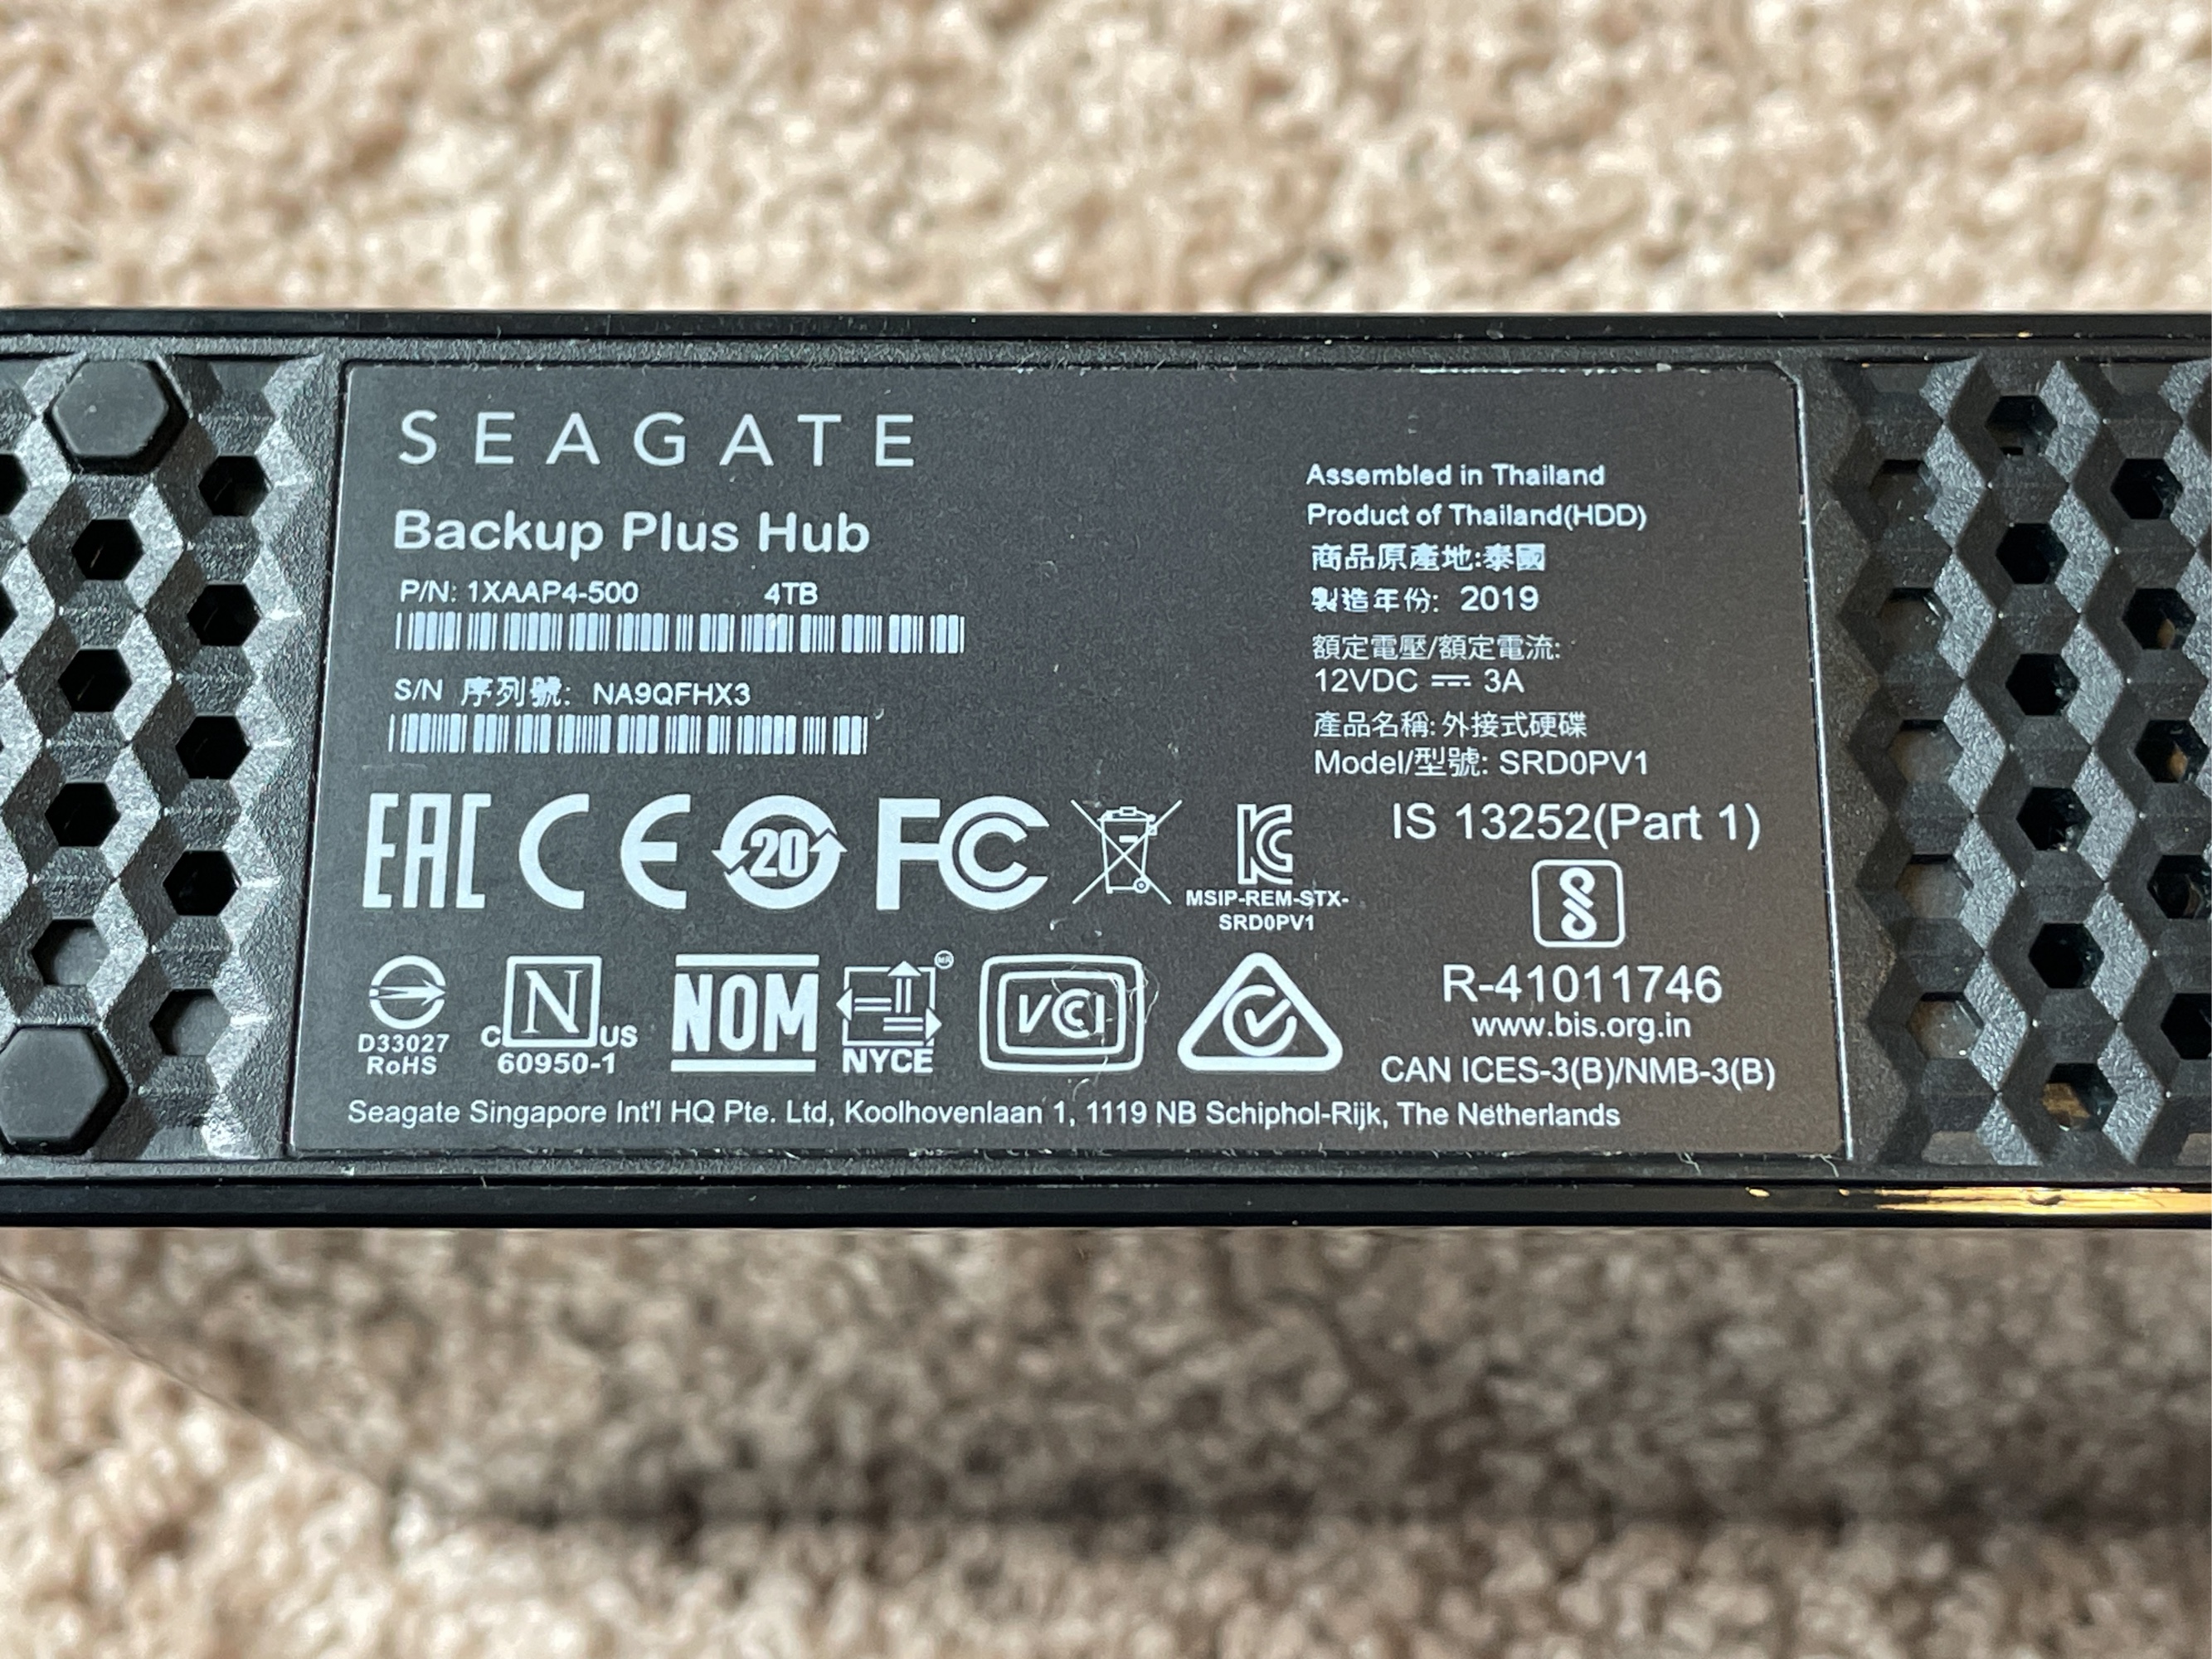 SEAGATE
Backup Plus Hub
P/N: 1XAAP4-500 4TB
S/N 序列號: NA9QFHX3
Assembled in Thailand
Product of Thailand(HDD)
商品原產地:泰國
製造年份: 2019
額定電壓/額定電流:
12VDC ⎓ 3A
產品名稱: 外接式硬碟
Model/型號: SRD0PV1
EAC CE 20 FC
MSIP-REM-STX-
SRD0PV1
IS 13252(Part 1)
R-41011746
www.bis.org.in
CAN ICES-3(B)/NMB-3(B)
D33027
RoHS
C N US
60950-1
NOM
NYCE
VCI
Seagate Singapore Int'l HQ Pte. Ltd, Koolhovenlaan 1, 1119 NB Schiphol-Rijk, The Netherlands